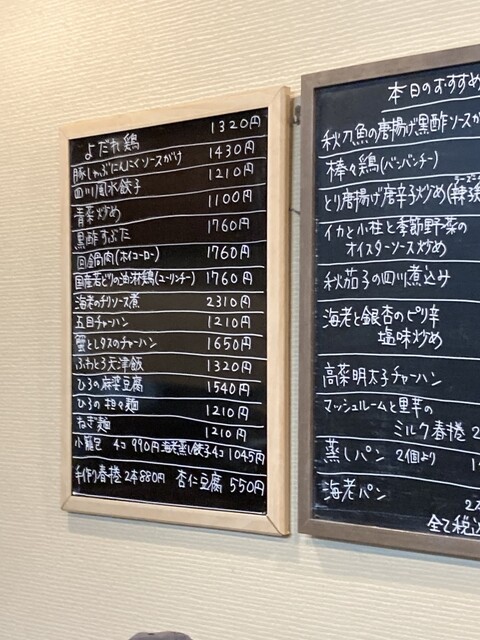 よだれ鶏 1320円
豚しゃぶにんにくソースがけ 1430円
四川風水餃子 1210円
青菜炒め 1100円
黒酢すぶた 1760円
回鍋肉(ホイコーロー) 1760円
国産若どりの油淋鶏(ユーリンチー) 1760円
海老のチリソース煮 2310円
五目チャーハン 1210円
蟹とレタスのチャーハン 1650円
ふわとろ天津飯 1320円
ひろの麻婆豆腐 1540円
ひろの担々麺 1210円
ねぎ麺 1210円
小籠包 4コ 990円 海老蒸し餃子4コ 1045円
手作り春捲 2本880円 杏仁豆腐 550円
本日のおすすめ
秋刀魚の唐揚げ黒酢ソースが
棒々鶏(バンバンチー)
とり唐揚げ唐辛子炒め
イカと小柱と季節野菜の
オイスターソース炒め
秋茄子の四川煮込み
海老と銀杏のピリ辛
塩味炒め
高菜明太子チャーハン
マッシュルームと里芋の
ミルク春捲 2
蒸しパン 2個より
海老パン
全て税込